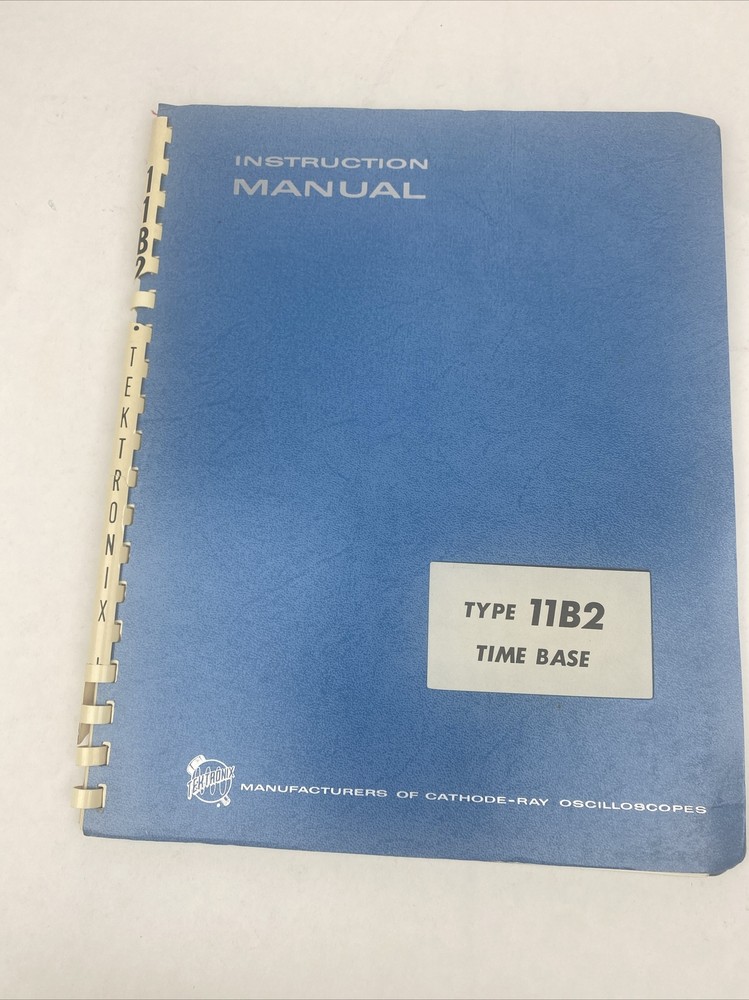 INSTRUCTION
MANUAL
11B2
TEKTRONIX
TYPE 11B2
TIME BASE
TEKTRONIX
MANUFACTURERS OF CATHODE-RAY OSCILLOSCOPES